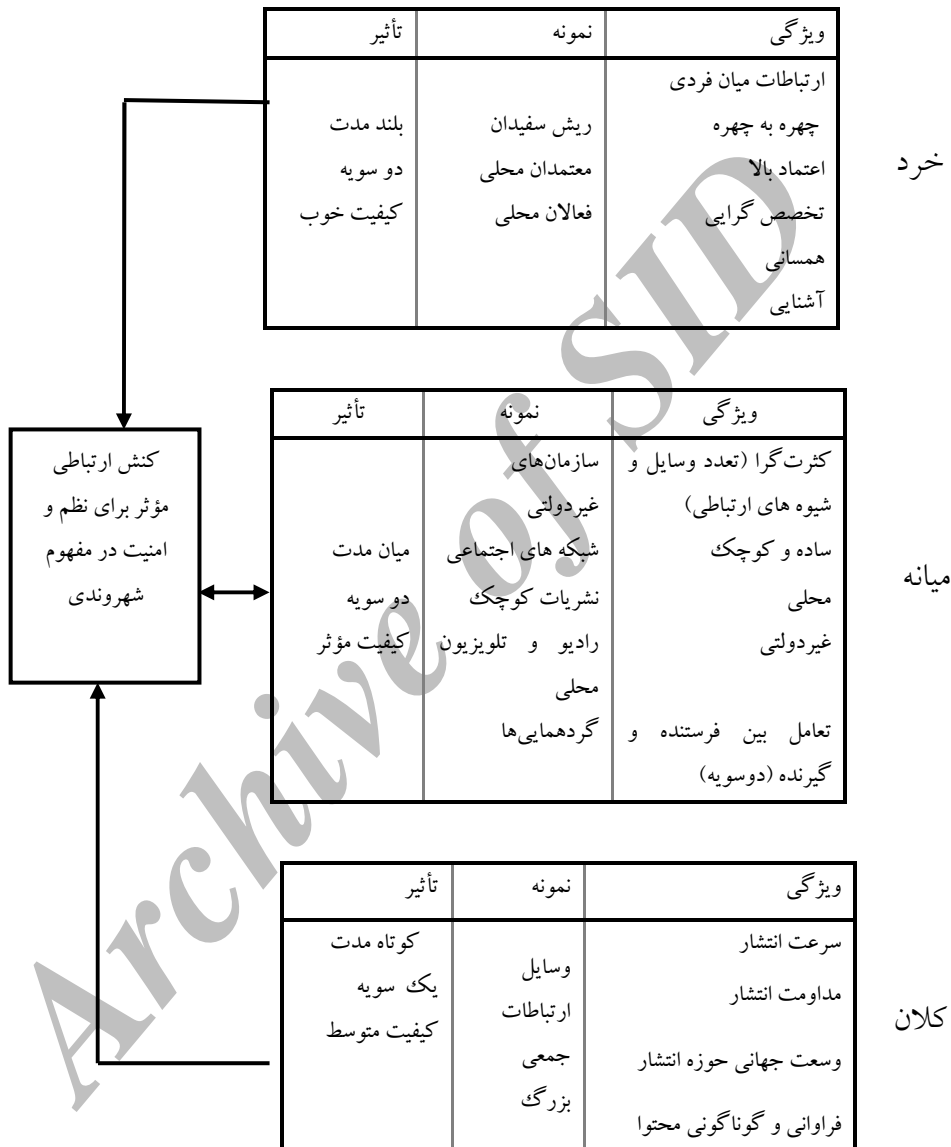 ویژگی نمونه تأثیر
ارتباطات میان فردی
چهره به چهره ریش سفیدان بلند مدت
اعتماد بالا معتمدان محلی دو سویه
تخصص گرایی فعالان محلی کیفیت خوب
همسانی
آشنایی
خرد
ویژگی نمونه تأثیر
کثرت‌گرا (تعدد وسایل و سازمان‌های
شیوه های ارتباطی) غیردولتی
ساده و کوچک شبکه های اجتماعی میان مدت
محلی نشریات کوچک دو سویه
غیردولتی رادیو و تلویزیون کیفیت مؤثر
محلی
تعامل بین فرستنده و گردهمایی‌ها
گیرنده (دوسویه)
میانه
کنش ارتباطی
مؤثر برای نظم و
امنیت در مفهوم
شهروندی
ویژگی نمونه تأثیر
سرعت انتشار
مداومت انتشار
وسعت جهانی حوزه انتشار
فراوانی و گوناگونی محتوا
وسایل
ارتباطات
جمعی
بزرگ
کوتاه مدت
یک سویه
کیفیت متوسط
کلان
Archive of SID